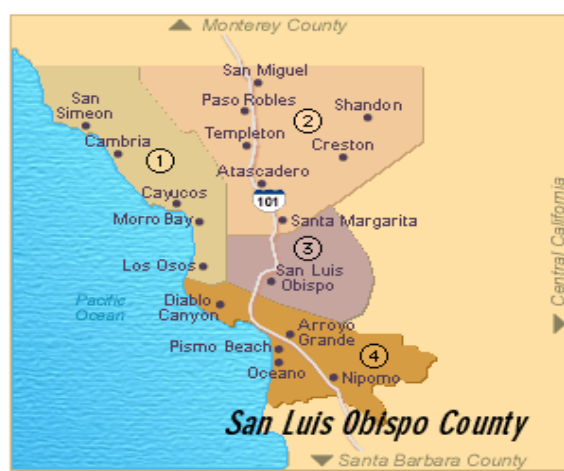 Monterey County
San Miguel
San
Simeon
Paso Robles
Shandon
2
Templeton
Cambria
1
Creston
Atascadero
Cayucos
101
Morro Bay
Santa Margarita
3
Los Osos
San Luis
Obispo
Central California
Pacific
Ocean
Diablo
Canyon
Arroyo
Grande
Pismo Beach
4
Oceano
Nipomo
San Luis Obispo County
Santa Barbara County